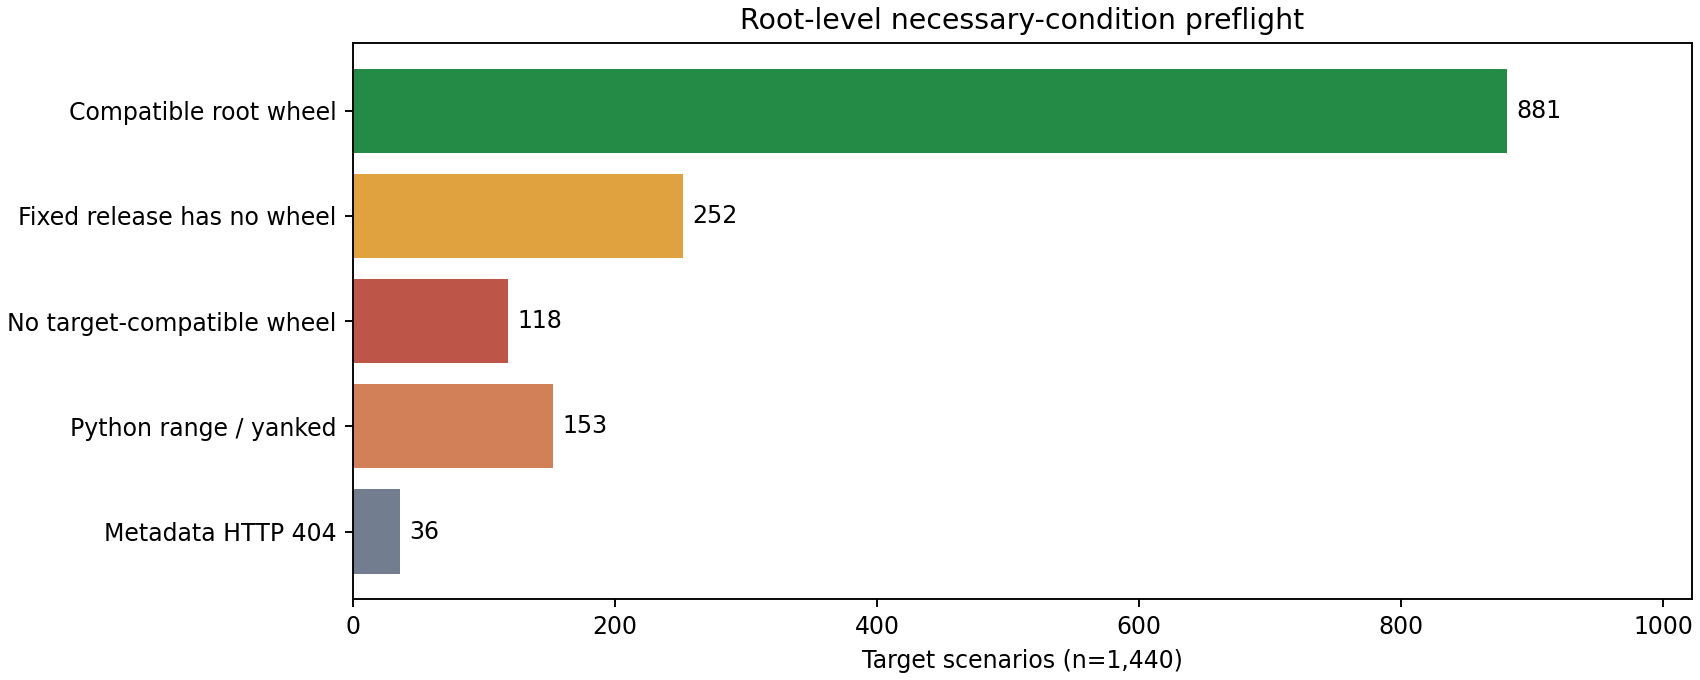 Root-level necessary-condition preflight
Compatible root wheel
881
Fixed release has no wheel
252
No target-compatible wheel
118
Python range / yanked
153
Metadata HTTP 404
36
0 200 400 600 800 1000
Target scenarios (n=1,440)